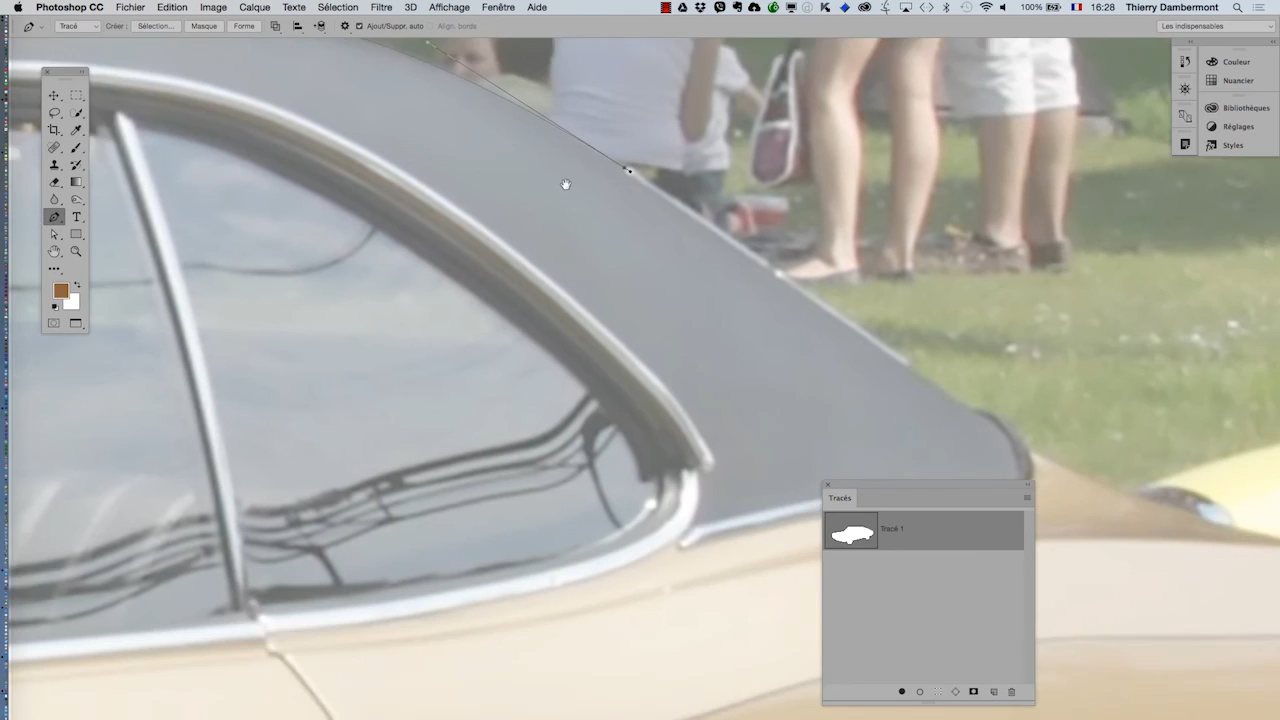 Photoshop CC Fichier Edition Image Calque Texte Sélection Filtre 3D Affichage Fenêtre Aide 100% 16:28 Thierry Dambermont
Tracé Créer : Sélection... Masque Forme Ajout/Suppr. auto Align. bords Les indispensables
Couleur
Nuancier
Bibliothèques
Réglages
Styles
Tracés
Tracé 1